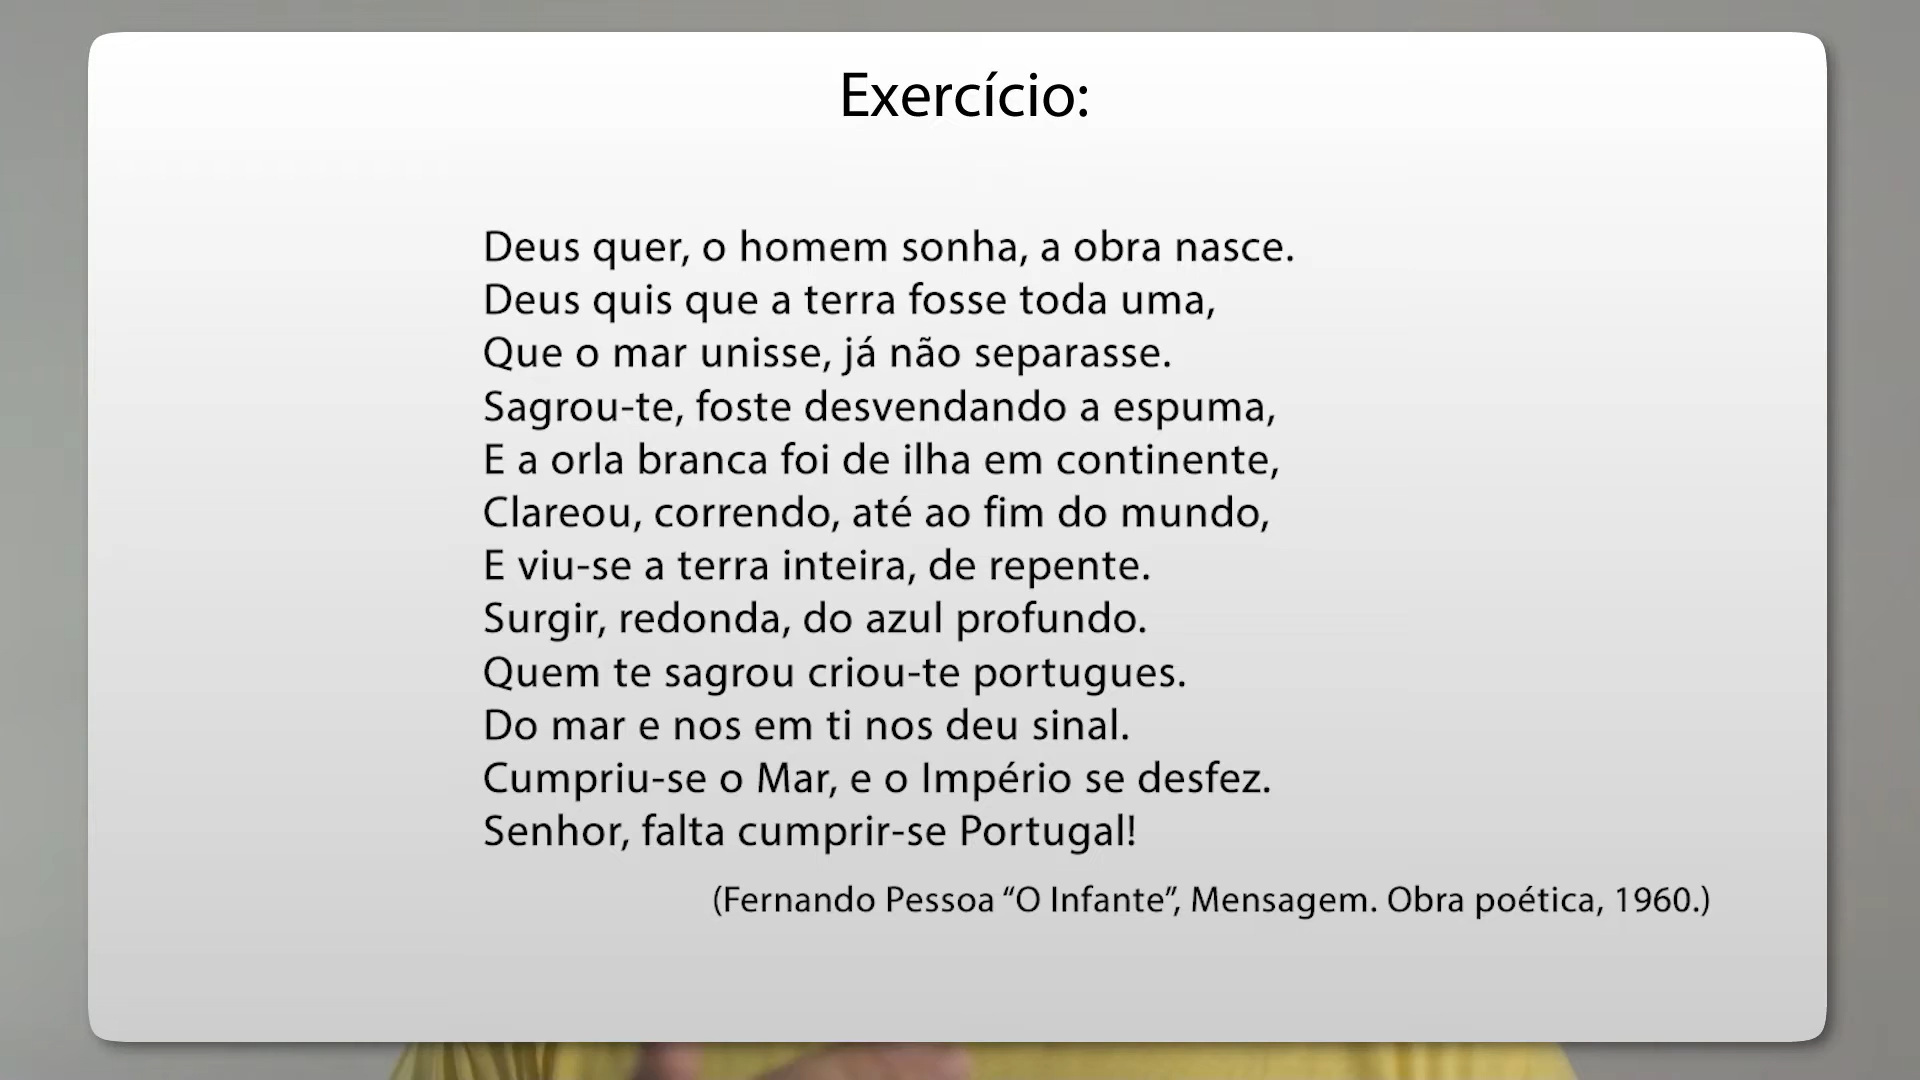 Exercício:
Deus quer, o homem sonha, a obra nasce.
Deus quis que a terra fosse toda uma,
Que o mar unisse, já não separasse.
Sagrou-te, foste desvendando a espuma,
E a orla branca foi de ilha em continente,
Clareou, correndo, até ao fim do mundo,
E viu-se a terra inteira, de repente.
Surgir, redonda, do azul profundo.
Quem te sagrou criou-te portugues.
Do mar e nos em ti nos deu sinal.
Cumpriu-se o Mar, e o Império se desfez.
Senhor, falta cumprir-se Portugal!
(Fernando Pessoa “O Infante”, Mensagem. Obra poética, 1960.)